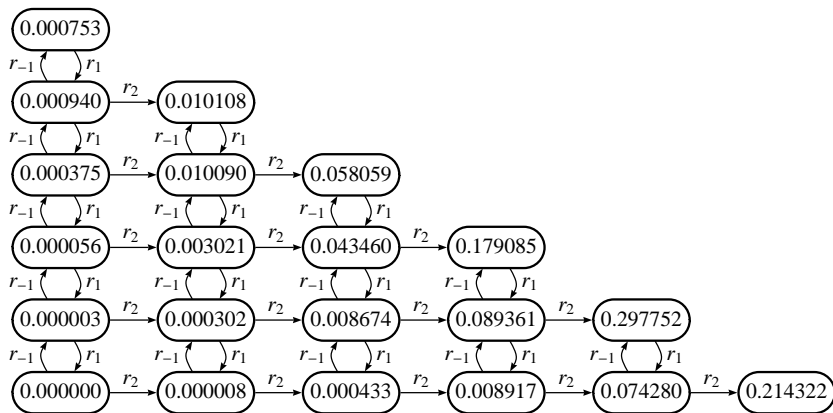 0.000753
r₋₁ r₁
0.000940 r₂ 0.010108
r₋₁ r₁ r₋₁ r₁
0.000375 r₂ 0.010090 r₂ 0.058059
r₋₁ r₁ r₋₁ r₁ r₋₁ r₁
0.000056 r₂ 0.003021 r₂ 0.043460 r₂ 0.179085
r₋₁ r₁ r₋₁ r₁ r₋₁ r₁ r₋₁ r₁
0.000003 r₂ 0.000302 r₂ 0.008674 r₂ 0.089361 r₂ 0.297752
r₋₁ r₁ r₋₁ r₁ r₋₁ r₁ r₋₁ r₁ r₋₁ r₁
0.000000 r₂ 0.000008 r₂ 0.000433 r₂ 0.008917 r₂ 0.074280 r₂ 0.214322